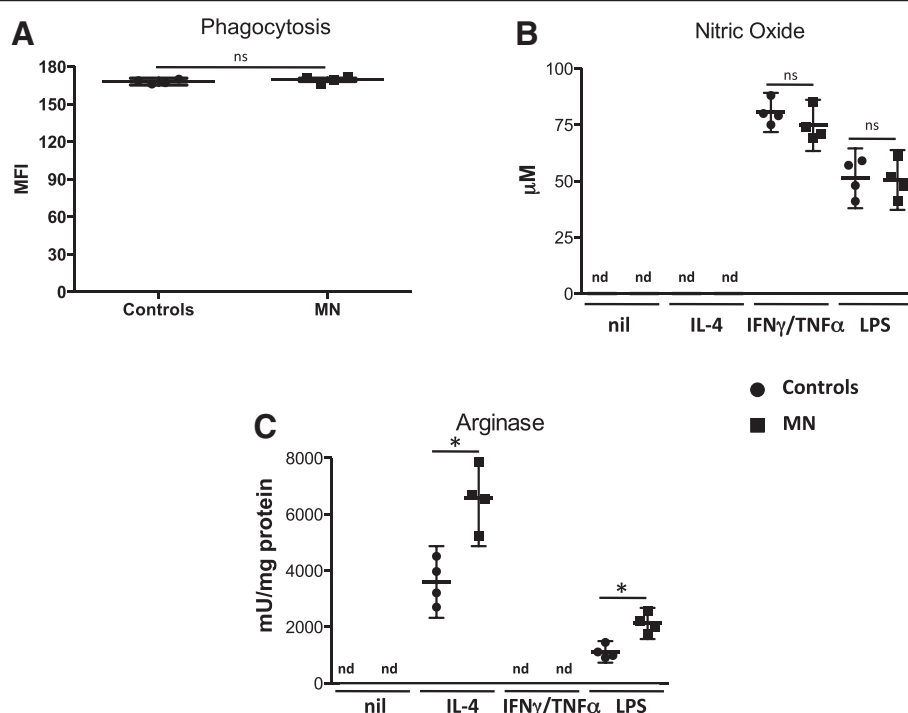 A
Phagocytosis
ns
180
150
120
90
60
30
0
MFI
Controls
MN
B
Nitric Oxide
100
75
50
25
0
μM
ns
ns
nd nd nd nd
nil IL-4 IFNγ/TNFα LPS
Controls
MN
C
Arginase
8000
6000
4000
2000
0
mU/mg protein
*
*
nd nd nd nd
nil IL-4 IFNγ/TNFα LPS